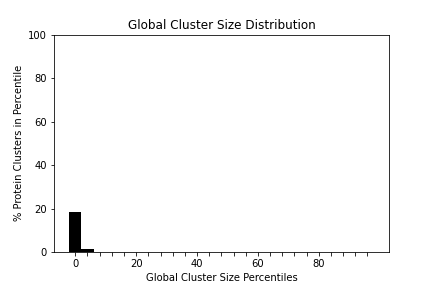 Global Cluster Size Distribution
% Protein Clusters in Percentile
100
80
60
40
20
0
0 20 40 60 80
Global Cluster Size Percentiles